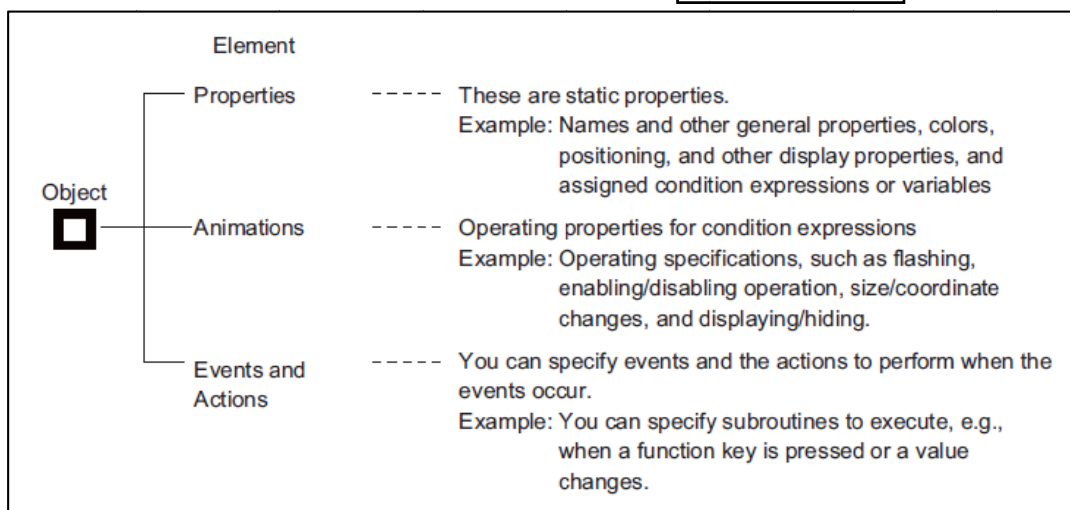 Element
Properties
These are static properties.
Example: Names and other general properties, colors,
positioning, and other display properties, and
assigned condition expressions or variables
Object
Animations
Operating properties for condition expressions
Example: Operating specifications, such as flashing,
enabling/disabling operation, size/coordinate
changes, and displaying/hiding.
Events and
Actions
You can specify events and the actions to perform when the
events occur.
Example: You can specify subroutines to execute, e.g.,
when a function key is pressed or a value
changes.